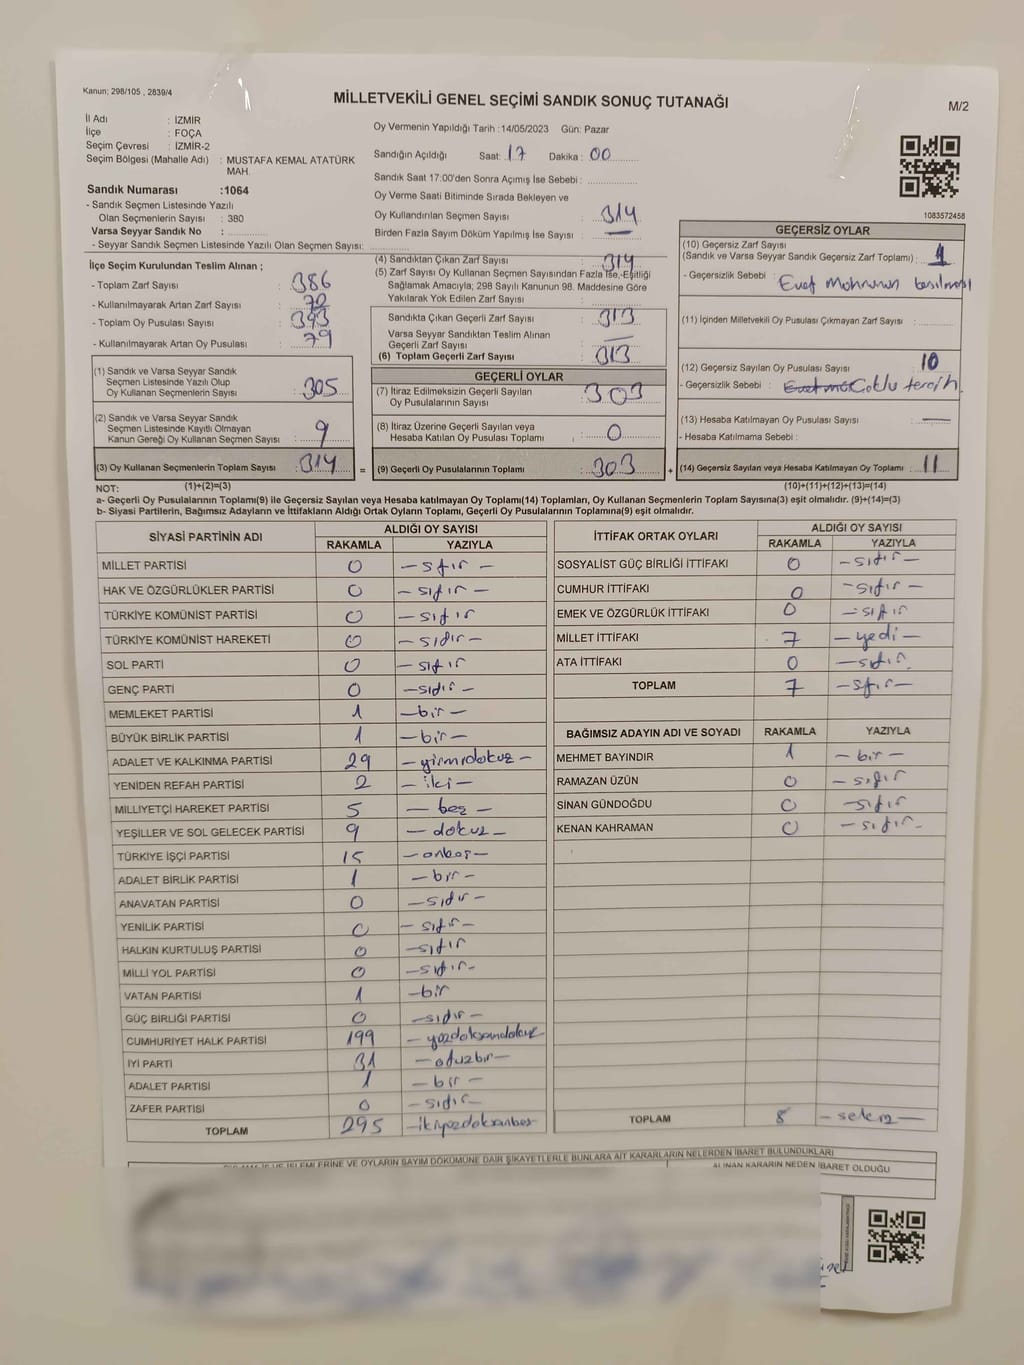 Kanun; 298/105 , 2839/4
MİLLETVEKİLİ GENEL SEÇİMİ SANDIK SONUÇ TUTANAĞI
M/2
İl Adı : İZMİR
İlçe : FOÇA
Seçim Çevresi : İZMİR-2
Seçim Bölgesi (Mahalle Adı) : MUSTAFA KEMAL ATATÜRK
MAH.
Sandık Numarası :1064
- Sandık Seçmen Listesinde Yazılı
Olan Seçmenlerin Sayısı : 380
Varsa Seyyar Sandık No :
- Seyyar Sandık Seçmen Listesinde Yazılı Olan Seçmen Sayısı:
Oy Vermenin Yapıldığı Tarih :14/05/2023 Gün: Pazar
Sandığın Açıldığı Saat: 17 Dakika : 00
Sandık Saat 17:00'den Sonra Açımış İse Sebebi :
Oy Verme Saati Bitiminde Sırada Bekleyen ve
Oy Kullandırılan Seçmen Sayısı : 314
Birden Fazla Sayım Döküm Yapılmış İse Sayısı : —
1083572458
İlçe Seçim Kurulundan Teslim Alınan ;
- Toplam Zarf Sayısı : 386
- Kullanılmayarak Artan Zarf Sayısı : 72
- Toplam Oy Pusulası Sayısı : 393
- Kullanılmayarak Artan Oy Pusulası : 79
(4) Sandıktan Çıkan Zarf Sayısı : 314
(5) Zarf Sayısı Oy Kullanan Seçmen Sayısından Fazla İse, Eşitliği
Sağlamak Amacıyla; 298 Sayılı Kanunun 98. Maddesine Göre
Yakılarak Yok Edilen Zarf Sayısı :
Sandıkta Çıkan Geçerli Zarf Sayısı : 313
Varsa Seyyar Sandıktan Teslim Alınan
Geçerli Zarf Sayısı : —
(6) Toplam Geçerli Zarf Sayısı : 313
GEÇERSİZ OYLAR
(10) Geçersiz Zarf Sayısı
(Sandık ve Varsa Seyyar Sandık Geçersiz Zarf Toplamı) : 1
- Geçersizlik Sebebi : Evet Mührünün basılması
(11) İçinden Milletvekili Oy Pusulası Çıkmayan Zarf Sayısı :
(12) Geçersiz Sayılan Oy Pusulası Sayısı : 10
- Geçersizlik Sebebi : Çoklu tercih
(13) Hesaba Katılmayan Oy Pusulası Sayısı : —
- Hesaba Katılmama Sebebi :
(1) Sandık ve Varsa Seyyar Sandık
Seçmen Listesinde Yazılı Olup
Oy Kullanan Seçmenlerin Sayısı : 305
(2) Sandık ve Varsa Seyyar Sandık
Seçmen Listesinde Kayıtlı Olmayan
Kanun Gereği Oy Kullanan Seçmen Sayısı : 9
(3) Oy Kullanan Seçmenlerin Toplam Sayısı : 314 =
GEÇERLİ OYLAR
(7) İtiraz Edilmeksizin Geçerli Sayılan
Oy Pusulalarının Sayısı : 303
(8) İtiraz Üzerine Geçerli Sayılan veya
Hesaba Katılan Oy Pusulası Toplamı : 0
(9) Geçerli Oy Pusulalarının Toplamı : 303 +
(14) Geçersiz Sayılan veya Hesaba Katılmayan Oy Toplamı : 11
NOT: (1)+(2)=(3)
(10)+(11)+(12)+(13)=(14)
a- Geçerli Oy Pusulalarının Toplamı(9) ile Geçersiz Sayılan veya Hesaba katılmayan Oy Toplamı(14) Toplamları, Oy Kullanan Seçmenlerin Toplam Sayısına(3) eşit olmalıdır. (9)+(14)=(3)
b- Siyasi Partilerin, Bağımsız Adayların ve İttifakların Aldığı Ortak Oyların Toplamı, Geçerli Oy Pusulalarının Toplamına(9) eşit olmalıdır.
SİYASİ PARTİNİN ADI ALDIĞI OY SAYISI
RAKAMLA YAZIYLA
MİLLET PARTİSİ 0 — sıfır —
HAK VE ÖZGÜRLÜKLER PARTİSİ 0 — sıfır —
TÜRKİYE KOMÜNİST PARTİSİ 0 — sıfır
TÜRKİYE KOMÜNİST HAREKETİ 0 — sıfır —
SOL PARTİ 0 — sıfır
GENÇ PARTİ 0 — sıfır —
MEMLEKET PARTİSİ 1 — bir —
BÜYÜK BİRLİK PARTİSİ 1 — bir —
ADALET VE KALKINMA PARTİSİ 29 — yirmidokuz —
YENİDEN REFAH PARTİSİ 2 — iki —
MİLLİYETÇİ HAREKET PARTİSİ 5 — beş —
YEŞİLLER VE SOL GELECEK PARTİSİ 9 — dokuz —
TÜRKİYE İŞÇİ PARTİSİ 15 — onbeş —
ADALET BİRLİK PARTİSİ 1 — bir —
ANAVATAN PARTİSİ 0 — sıfır —
YENİLİK PARTİSİ 0 — sıfır —
HALKIN KURTULUŞ PARTİSİ 0 — sıfır
MİLLİ YOL PARTİSİ 0 — sıfır —
VATAN PARTİSİ 1 — bir
GÜÇ BİRLİĞİ PARTİSİ 0 — sıfır —
CUMHURİYET HALK PARTİSİ 199 — yüzdoksandokuz
İYİ PARTİ 31 — otuzbir —
ADALET PARTİSİ 1 — bir —
ZAFER PARTİSİ 0 — sıfır —
TOPLAM 295 — ikiyüzdoksanbeş
İTTİFAK ORTAK OYLARI ALDIĞI OY SAYISI
RAKAMLA YAZIYLA
SOSYALİST GÜÇ BİRLİĞİ İTTİFAKI 0 — sıfır —
CUMHUR İTTİFAKI 0 — sıfır —
EMEK VE ÖZGÜRLÜK İTTİFAKI 0 — sıfır
MİLLET İTTİFAKI 7 — yedi —
ATA İTTİFAKI 0 — sıfır
TOPLAM 7 — sıfır —
BAĞIMSIZ ADAYIN ADI VE SOYADI RAKAMLA YAZIYLA
MEHMET BAYINDIR 1 — bir —
RAMAZAN ÜZÜN 0 — sıfır
SİNAN GÜNDOĞDU 0 — sıfır
KENAN KAHRAMAN 0 — sıfır —
TOPLAM 8 — sekiz —
VE OYLARIN SAYIM DÖKÜMÜNE DAİR ŞİKAYETLERLE BUNLARA AİT KARARLARIN NELERDEN İBARET BULUNDUKLARI
ALINAN KARARIN NEDEN İBARET OLDUĞU